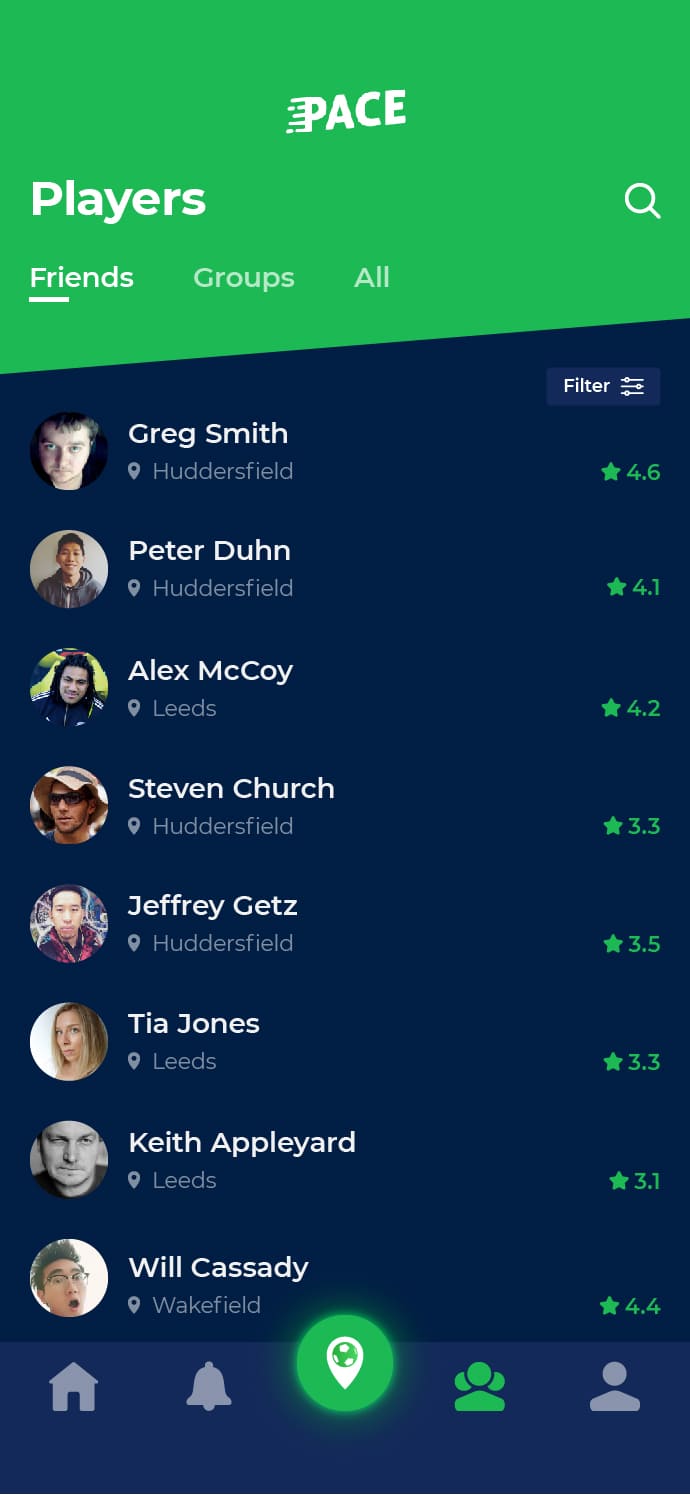 PACE
Players
Friends Groups All
Filter
Greg Smith
Huddersfield 4.6
Peter Duhn
Huddersfield 4.1
Alex McCoy
Leeds 4.2
Steven Church
Huddersfield 3.3
Jeffrey Getz
Huddersfield 3.5
Tia Jones
Leeds 3.3
Keith Appleyard
Leeds 3.1
Will Cassady
Wakefield 4.4